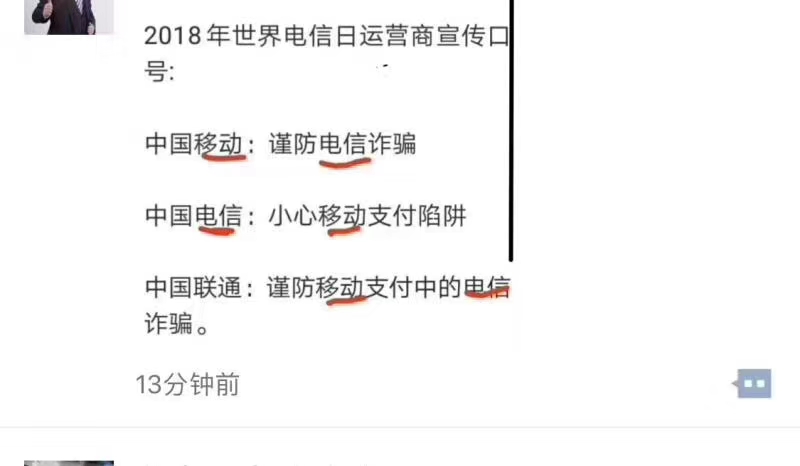 2018年世界电信日运营商宣传口
号:
中国移动：谨防电信诈骗
中国电信：小心移动支付陷阱
中国联通：谨防移动支付中的电信
诈骗。
13分钟前